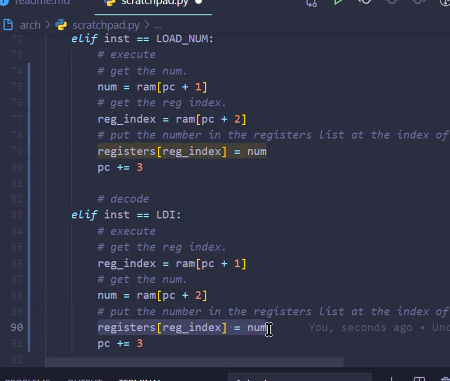 readme.md
scratchpad.py
arch > scratchpad.py > ...
72 elif inst == LOAD_NUM:
73 # execute
74 # get the num.
75 num = ram[pc + 1]
76 # get the reg index.
77 reg_index = ram[pc + 2]
78 # put the number in the registers list at the index of
79 registers[reg_index] = num
80 pc += 3
81
82 # decode
83 elif inst == LDI:
84 # execute
85 # get the reg index.
86 reg_index = ram[pc + 1]
87 # get the num.
88 num = ram[pc + 2]
89 # put the number in the registers list at the index of
90 registers[reg_index] = num You, seconds ago • Unc
91 pc += 3
92